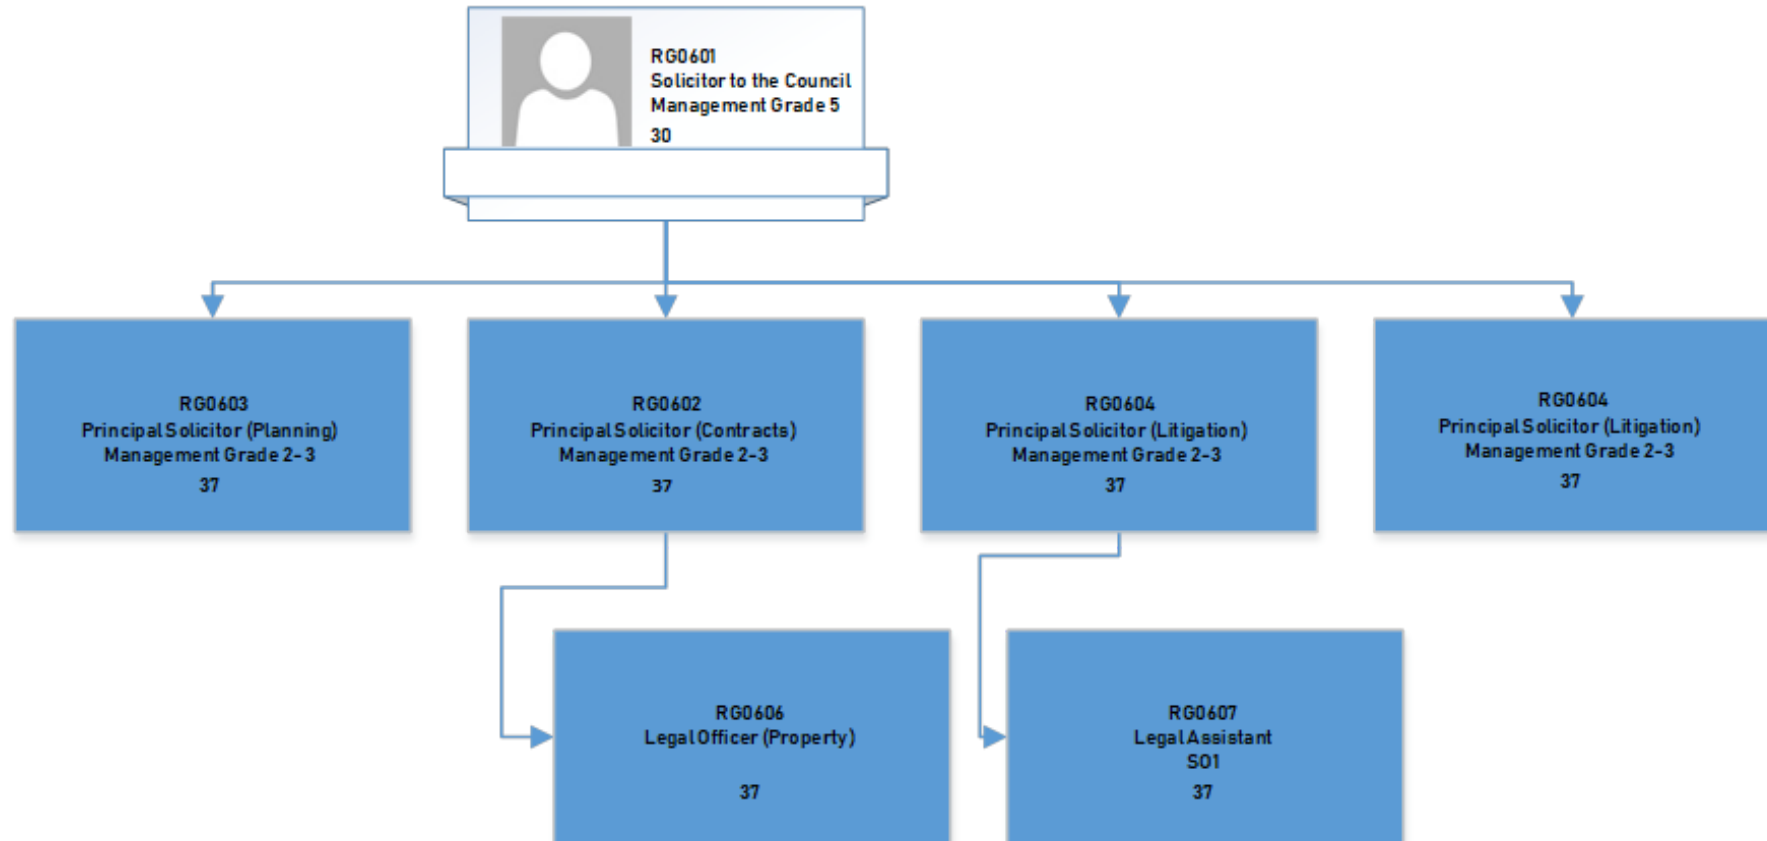 RG0601
Solicitor to the Council
Management Grade 5
30
RG0603
Principal Solicitor (Planning)
Management Grade 2-3
37
RG0602
Principal Solicitor (Contracts)
Management Grade 2-3
37
RG0604
Principal Solicitor (Litigation)
Management Grade 2-3
37
RG0604
Principal Solicitor (Litigation)
Management Grade 2-3
37
RG0606
Legal Officer (Property)
37
RG0607
Legal Assistant
SO1
37